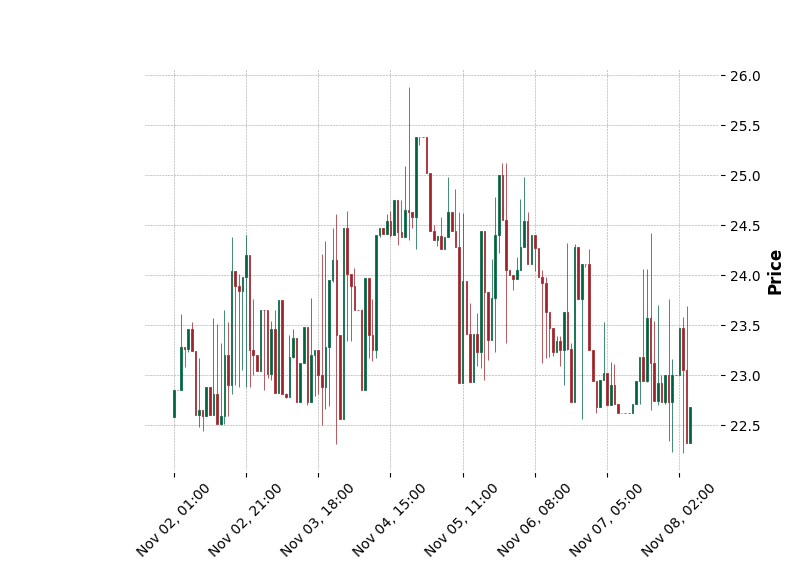 26.0
25.5
25.0
24.5
24.0
23.5
23.0
22.5
Price
Nov 02, 01:00
Nov 02, 21:00
Nov 03, 18:00
Nov 04, 15:00
Nov 05, 11:00
Nov 06, 08:00
Nov 07, 05:00
Nov 08, 02:00